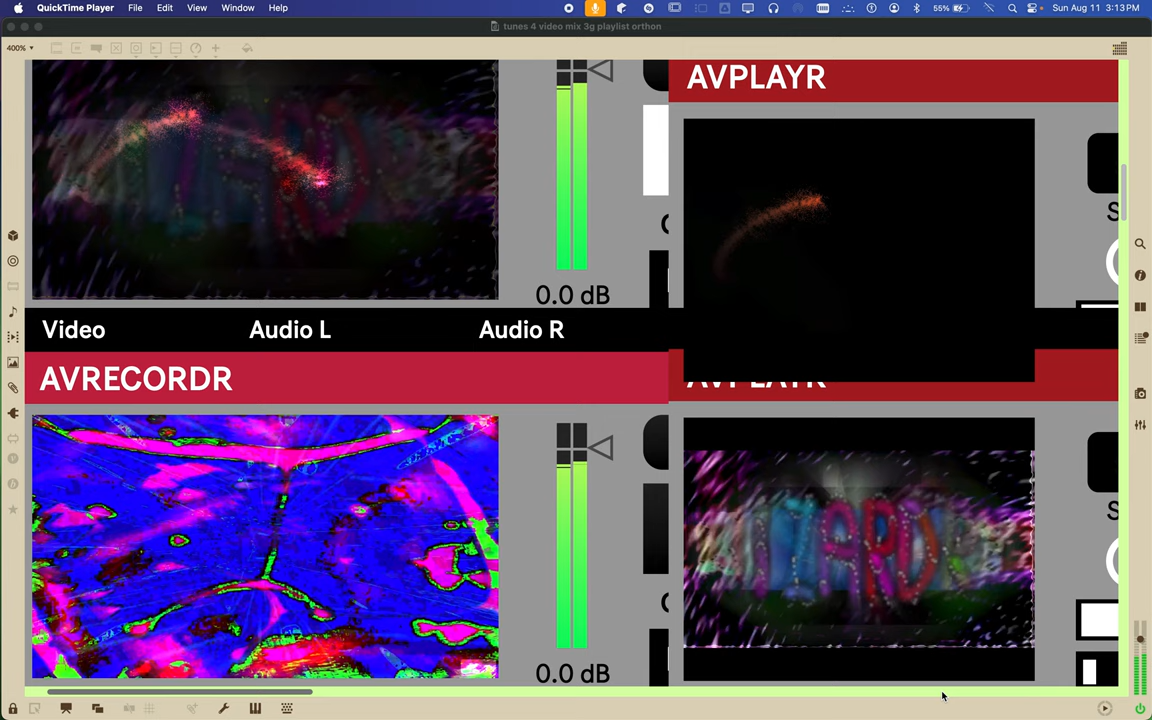 QuickTime Player File Edit View Window Help 55% Sun Aug 11 3:13 PM
tunes 4 video mix 3g playlist orthon
400%
AVPLAYR
0.0 dB
Video Audio L Audio R
AVRECORDR
0.0 dB